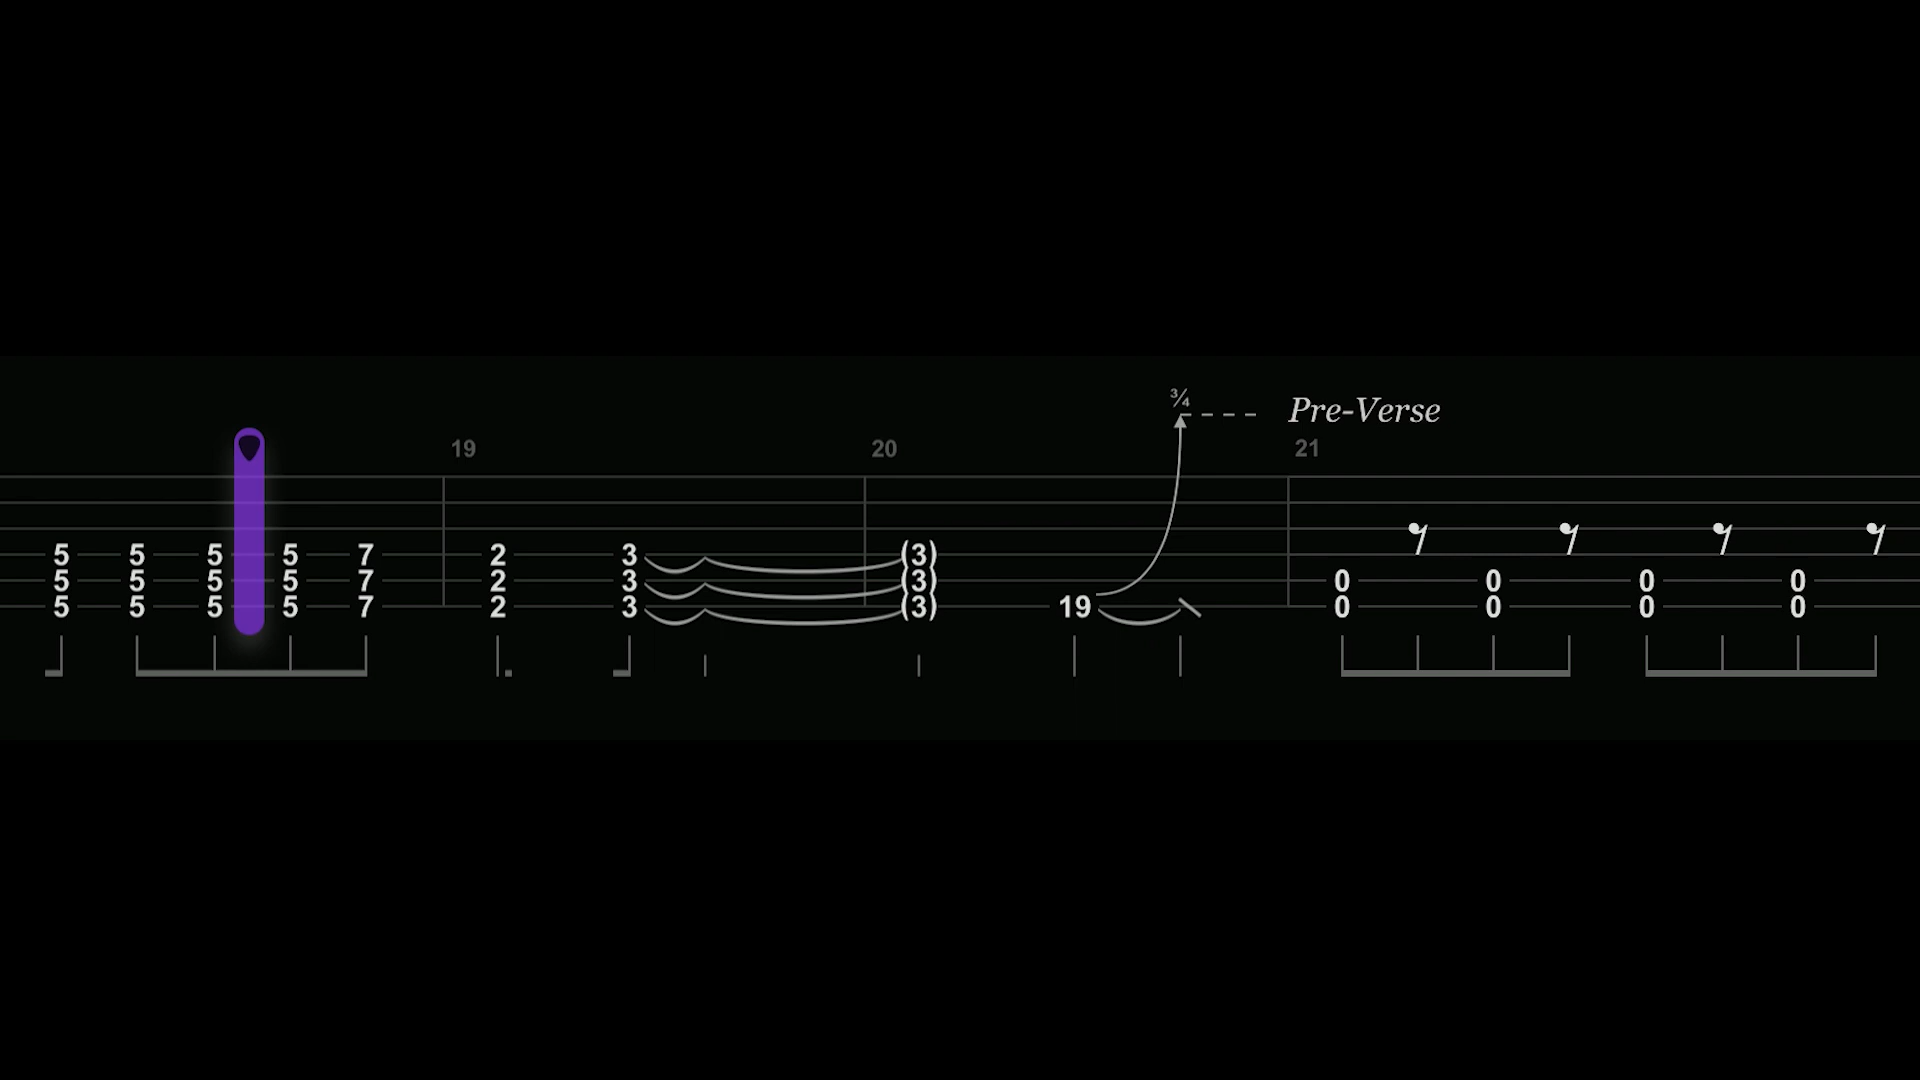 ¾
Pre-Verse
19 20 21
5 5 5 5 7 2 3 (3)
5 5 5 5 7 2 3 (3) 0 0 0 0
5 5 5 5 7 2 3 (3) 19 0 0 0 0